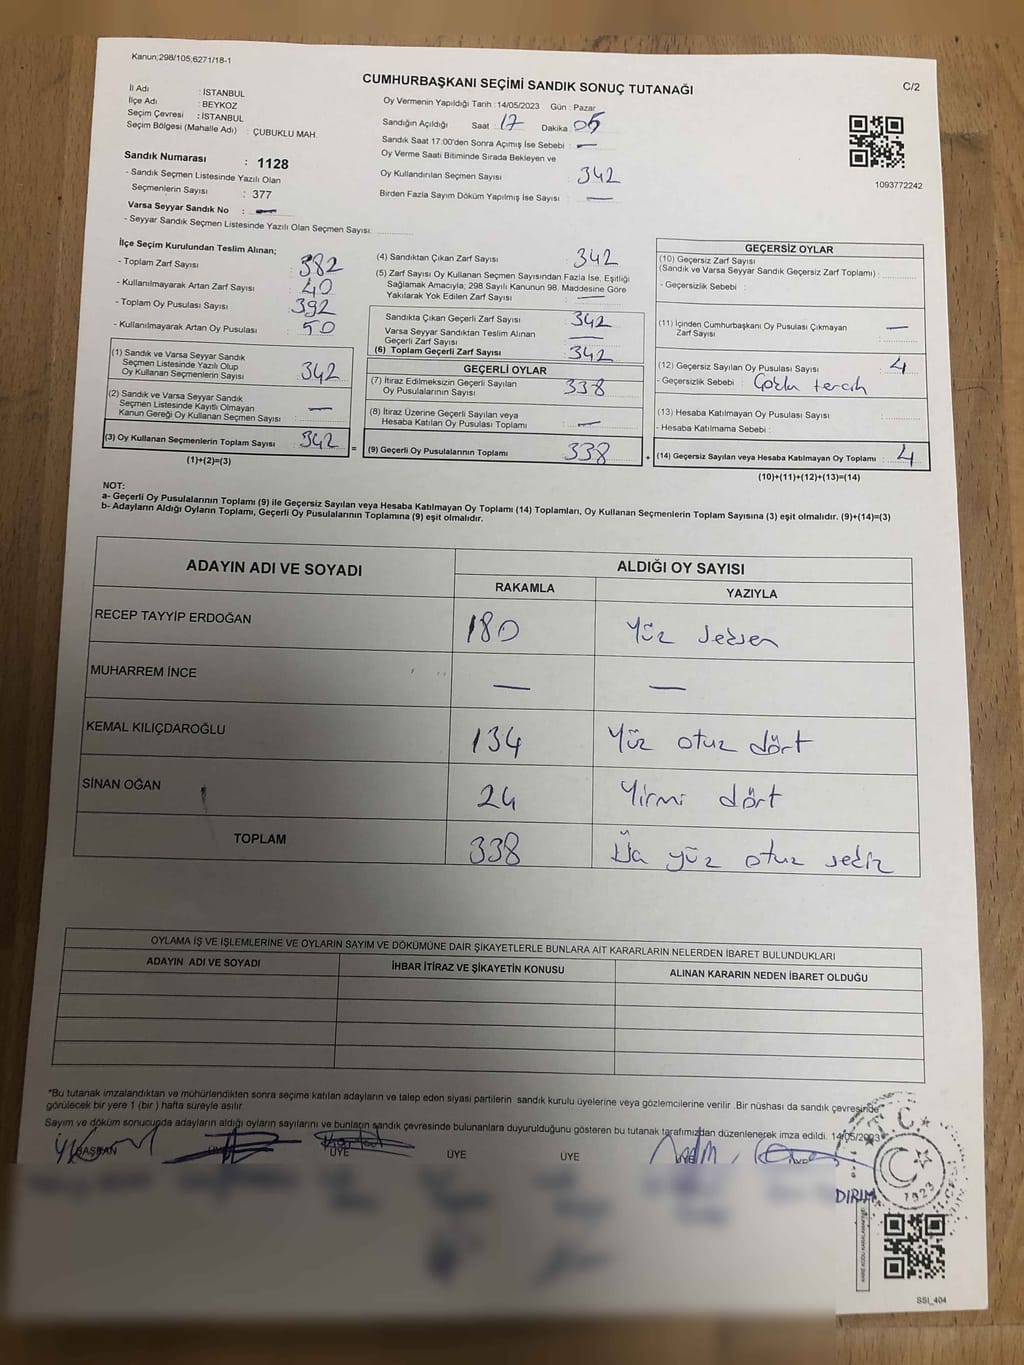 Kanun;298/105;6271/18-1
CUMHURBAŞKANI SEÇİMİ SANDIK SONUÇ TUTANAĞI
C/2
İl Adı : İSTANBUL
İlçe Adı : BEYKOZ
Seçim Çevresi : İSTANBUL
Seçim Bölgesi (Mahalle Adı) : ÇUBUKLU MAH.
Sandık Numarası : 1128
- Sandık Seçmen Listesinde Yazılı Olan
Seçmenlerin Sayısı : 377
Varsa Seyyar Sandık No : —
- Seyyar Sandık Seçmen Listesinde Yazılı Olan Seçmen Sayısı:
Oy Vermenin Yapıldığı Tarih : 14/05/2023 Gün : Pazar
Sandığın Açıldığı Saat : 17 Dakika : 05
Sandık Saat 17.00'den Sonra Açımış İse Sebebi : —
Oy Verme Saati Bitiminde Sırada Bekleyen ve
Oy Kullandırılan Seçmen Sayısı : 342
Birden Fazla Sayım Döküm Yapılmış İse Sayısı : —
1093772242
İlçe Seçim Kurulundan Teslim Alınan;
- Toplam Zarf Sayısı : 382
- Kullanılmayarak Artan Zarf Sayısı : 40
- Toplam Oy Pusulası Sayısı : 392
- Kullanılmayarak Artan Oy Pusulası : 50
(1) Sandık ve Varsa Seyyar Sandık
Seçmen Listesinde Yazılı Olup
Oy Kullanan Seçmenlerin Sayısı : 342
(2) Sandık ve Varsa Seyyar Sandık
Seçmen Listesinde Kayıtlı Olmayan
Kanun Gereği Oy Kullanan Seçmen Sayısı : —
(3) Oy Kullanan Seçmenlerin Toplam Sayısı : 342
(1)+(2)=(3)
(4) Sandıktan Çıkan Zarf Sayısı : 342
(5) Zarf Sayısı Oy Kullanan Seçmen Sayısından Fazla İse, Eşitliği
Sağlamak Amacıyla; 298 Sayılı Kanunun 98. Maddesine Göre
Yakılarak Yok Edilen Zarf Sayısı : —
Sandıkta Çıkan Geçerli Zarf Sayısı : 342
Varsa Seyyar Sandıktan Teslim Alınan
Geçerli Zarf Sayısı : —
(6) Toplam Geçerli Zarf Sayısı : 342
GEÇERLİ OYLAR
(7) İtiraz Edilmeksizin Geçerli Sayılan
Oy Pusulalarının Sayısı : 338
(8) İtiraz Üzerine Geçerli Sayılan veya
Hesaba Katılan Oy Pusulası Toplamı : —
= (9) Geçerli Oy Pusulalarının Toplamı : 338 +
GEÇERSİZ OYLAR
(10) Geçersiz Zarf Sayısı
(Sandık ve Varsa Seyyar Sandık Geçersiz Zarf Toplamı) :
- Geçersizlik Sebebi :
(11) İçinden Cumhurbaşkanı Oy Pusulası Çıkmayan
Zarf Sayısı : —
(12) Geçersiz Sayılan Oy Pusulası Sayısı : 4
- Geçersizlik Sebebi : Çoklu tercih
(13) Hesaba Katılmayan Oy Pusulası Sayısı :
- Hesaba Katılmama Sebebi :
(14) Geçersiz Sayılan veya Hesaba Katılmayan Oy Toplamı : 4
(10)+(11)+(12)+(13)=(14)
NOT:
a- Geçerli Oy Pusulalarının Toplamı (9) ile Geçersiz Sayılan veya Hesaba Katılmayan Oy Toplamı (14) Toplamları, Oy Kullanan Seçmenlerin Toplam Sayısına (3) eşit olmalıdır. (9)+(14)=(3)
b- Adayların Aldığı Oyların Toplamı, Geçerli Oy Pusulalarının Toplamına (9) eşit olmalıdır.
ADAYIN ADI VE SOYADI
ALDIĞI OY SAYISI
RAKAMLA YAZIYLA
RECEP TAYYİP ERDOĞAN 180 Yüz seksen
MUHARREM İNCE — —
KEMAL KILIÇDAROĞLU 134 Yüz otuz dört
SİNAN OĞAN 24 Yirmi dört
TOPLAM 338 yüz otuz sekiz
OYLAMA İŞ VE İŞLEMLERİNE VE OYLARIN SAYIM VE DÖKÜMÜNE DAİR ŞİKAYETLERLE BUNLARA AİT KARARLARIN NELERDEN İBARET BULUNDUKLARI
ADAYIN ADI VE SOYADI İHBAR İTİRAZ VE ŞİKAYETİN KONUSU ALINAN KARARIN NEDEN İBARET OLDUĞU
*Bu tutanak imzalandıktan ve mühürlendikten sonra seçime katılan adayların ve talep eden siyasi partilerin sandık kurulu üyelerine veya gözlemcilerine verilir .Bir nüshası da sandık çevresinde
görülecek bir yere 1 (bir ) hafta süreyle asılır.
Sayım ve döküm sonucunda adayların aldığı oyların sayılarını ve bunların sandık çevresinde bulunanlara duyurulduğunu gösteren bu tutanak tarafımızdan düzenlenerek imza edildi. 14/05/2023
BAŞKAN ÜYE ÜYE ÜYE ÜYE ÜYE
T.C.
1923
DIRIM
SSI_404